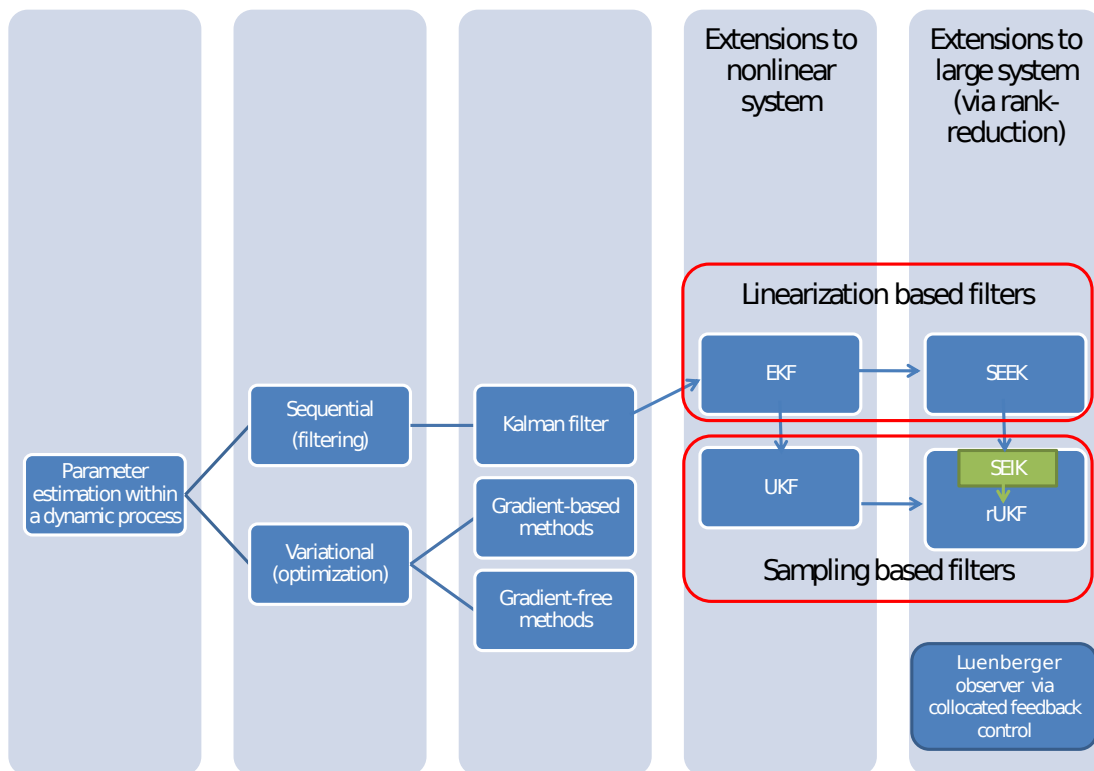 Extensions to
nonlinear
system
Extensions to
large system
(via rank-
reduction)
Linearization based filters
EKF
SEEK
Sequential
(filtering)
Kalman filter
Parameter
estimation within
a dynamic process
UKF
SEIK
rUKF
Gradient-based
methods
Variational
(optimization)
Sampling based filters
Gradient-free
methods
Luenberger
observer via
collocated feedback
control